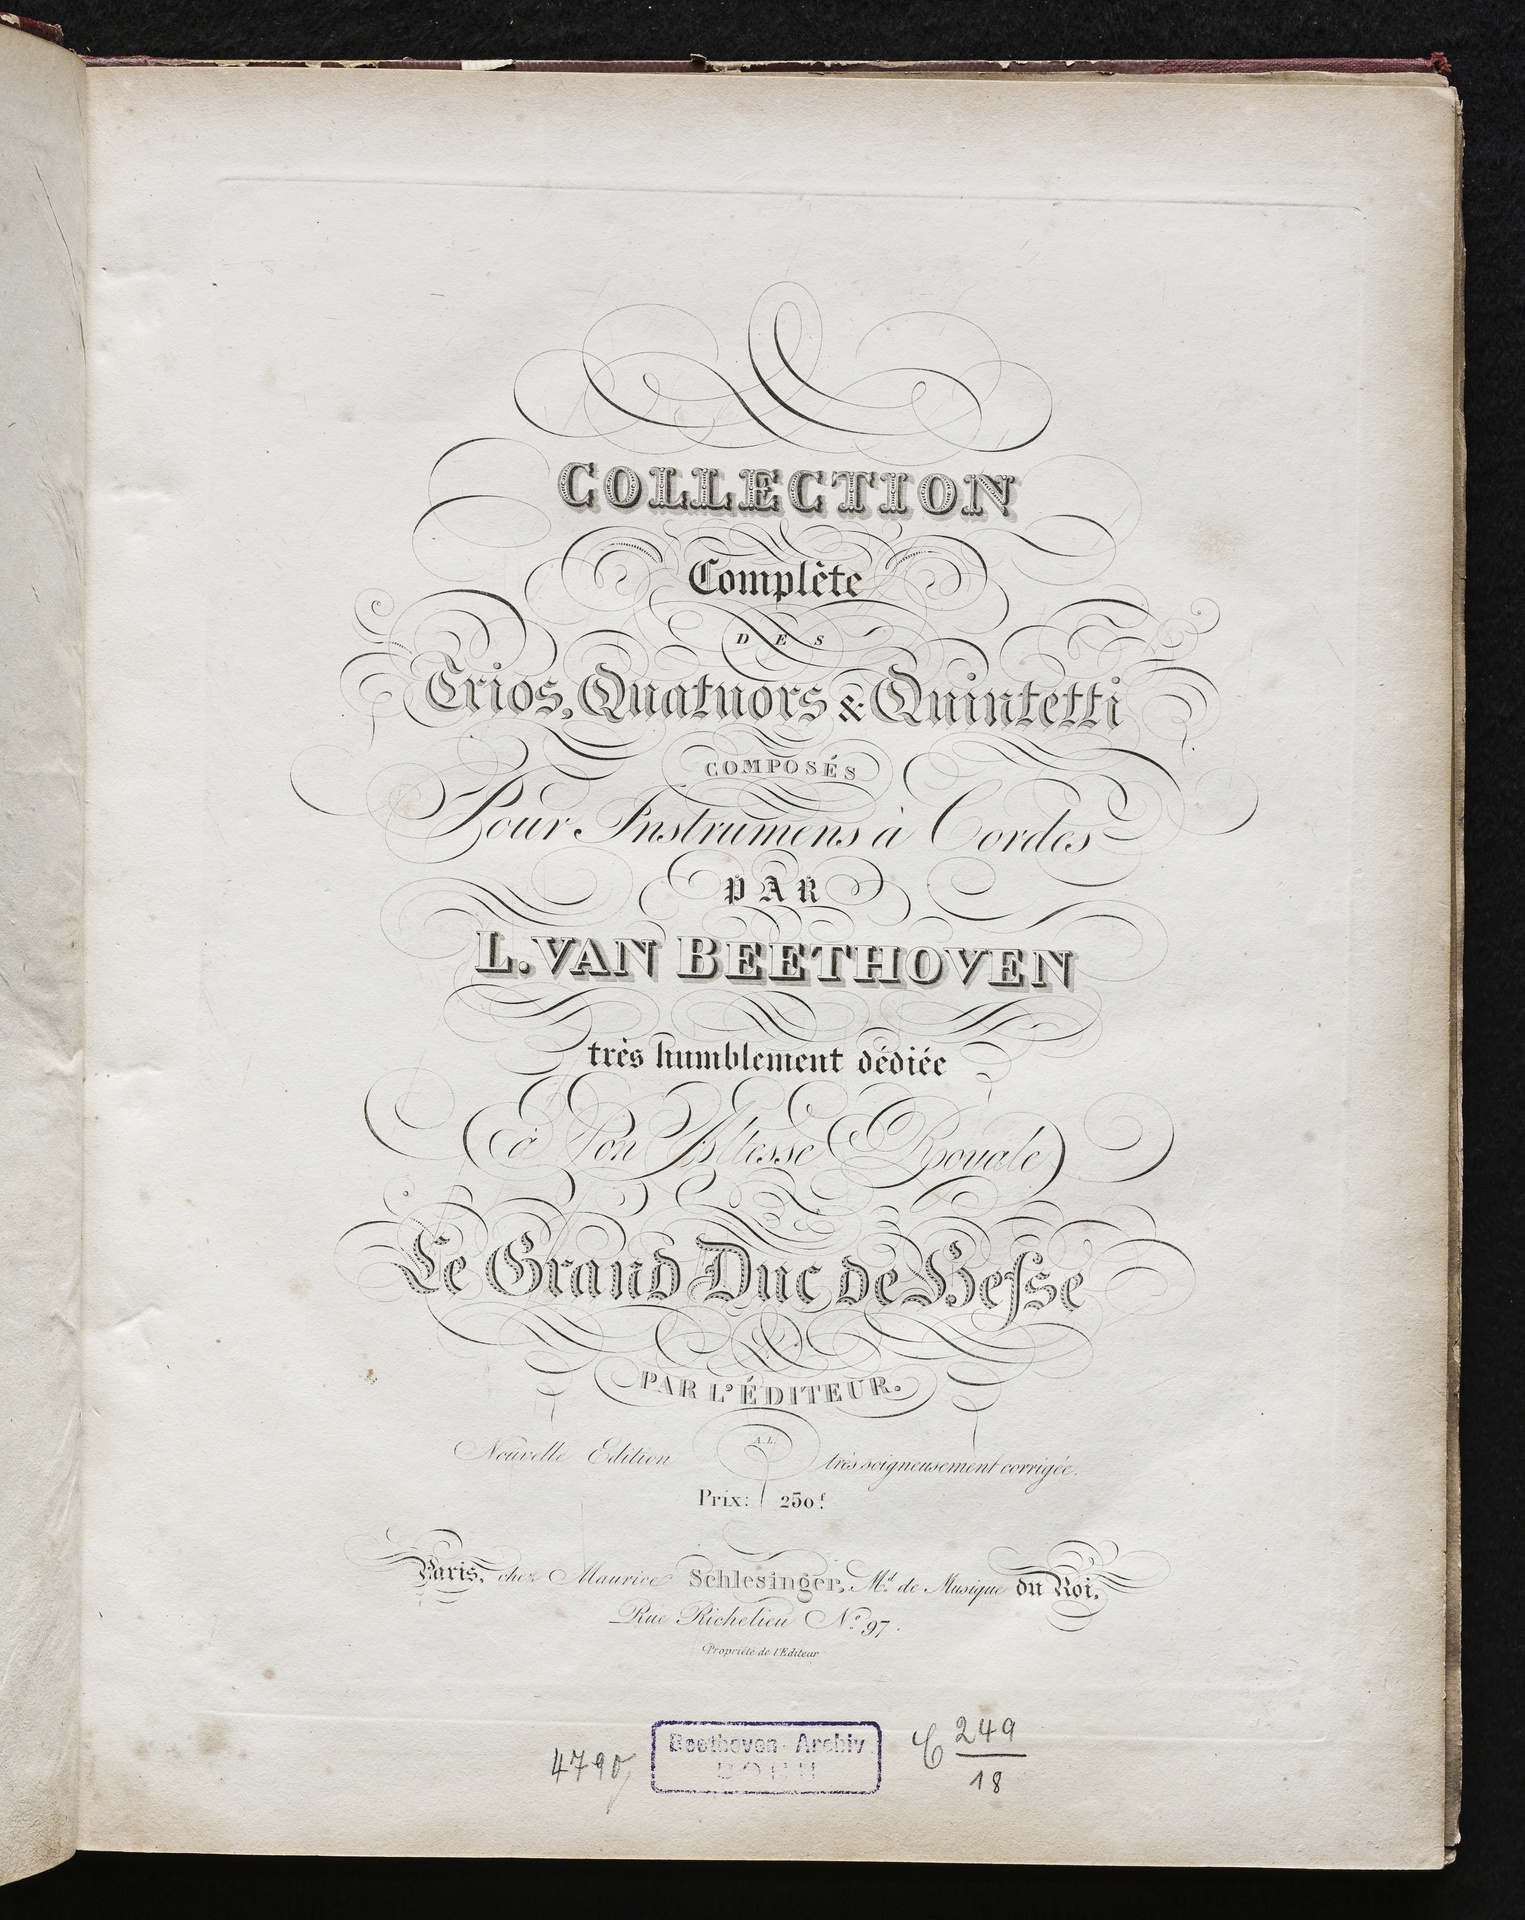 COLLECTION
Complète
DES
Trios, Quatuors & Quintetti
COMPOSÉS
Pour Instrumens à Cordes
PAR
L. VAN BEETHOVEN
très humblement dédiée
à Son Altesse Royale
Le Grand Duc de Hesse
PAR L'ÉDITEUR.
A.L.
Nouvelle Edition très soigneusement corrigée.
Prix: 250 f.
Paris, chez Maurice Schlesinger, Md. de Musique du Roi,
Rue Richelieu No. 97.
Propriété de l'Editeur
Beethoven-Archiv
BONN
C 249
18